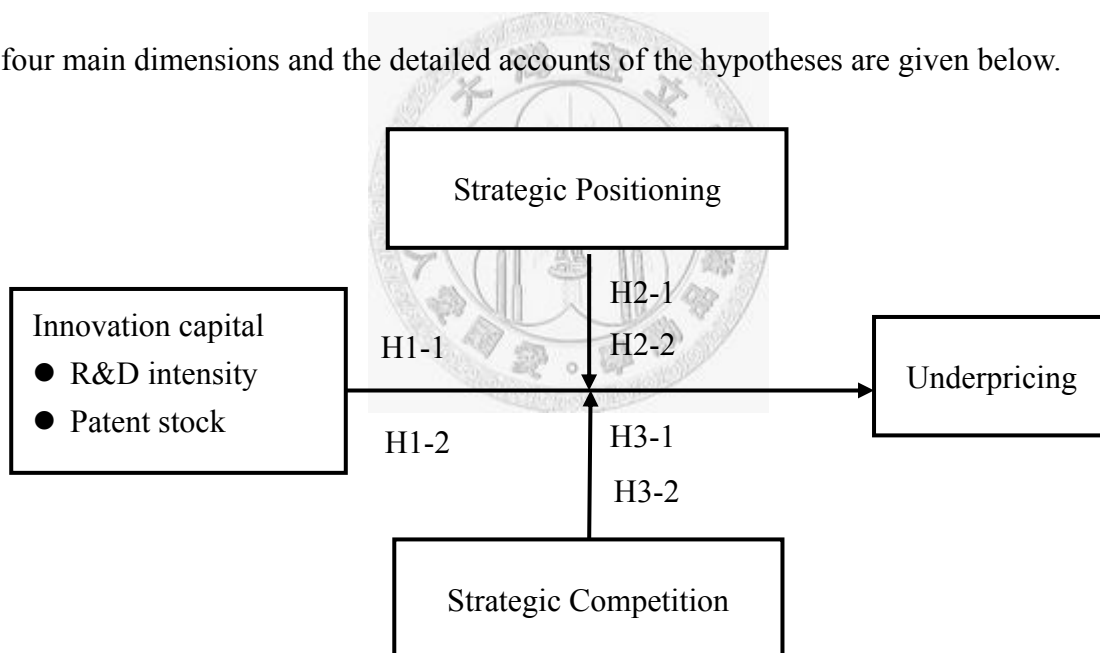 four main dimensions and the detailed accounts of the hypotheses are given below.
Strategic Positioning
H2-1
H2-2
Innovation capital
● R&D intensity
● Patent stock
H1-1
H1-2
Underpricing
H3-1
H3-2
Strategic Competition